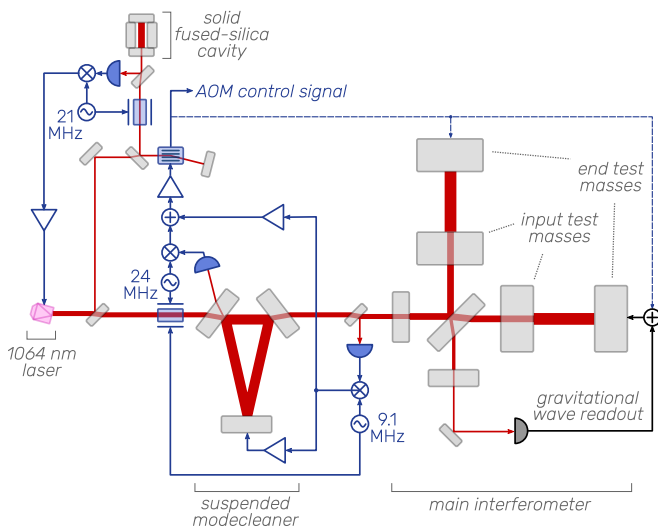 solid
fused-silica
cavity
AOM control signal
21
MHz
end test
masses
input test
masses
24
MHz
1064 nm
laser
gravitational
wave readout
9.1
MHz
suspended
modecleaner
main interferometer